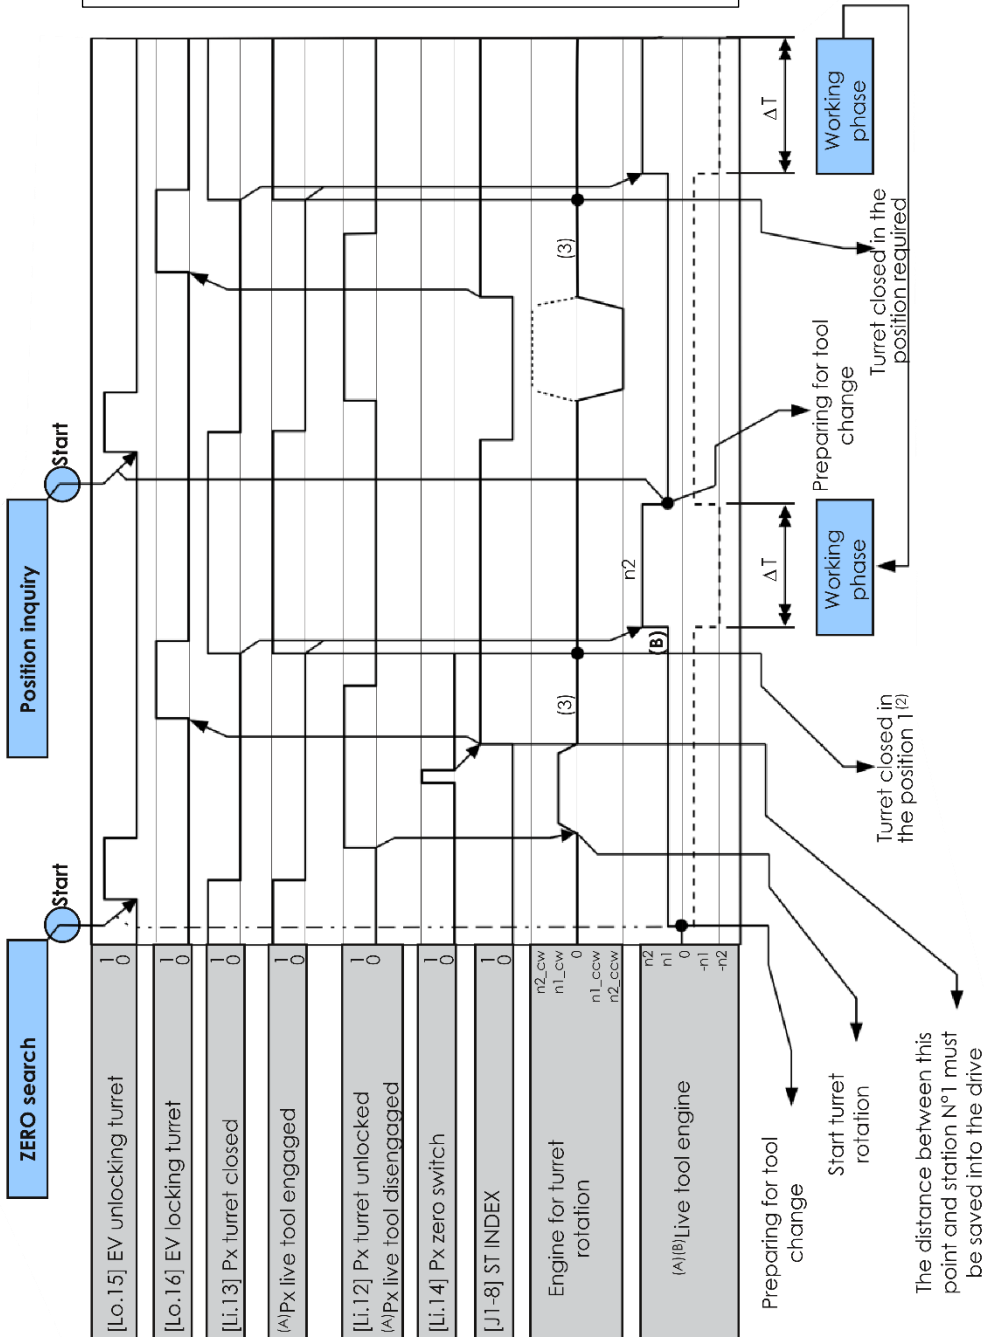 ZERO search
Position inquiry
Start
Start
[Lo.15] EV unlocking turret
1
0
[Lo.16] EV locking turret
1
0
[Li.13] Px turret closed
1
0
(A)Px live tool engaged
1
0
[Li.12] Px turret unlocked
(A)Px live tool disengaged
1
0
[Li.14] Px zero switch
1
0
[J1-8] ST INDEX
1
0
Engine for turret
rotation
n2_cw
n1_cw
0
n1_ccw
n2_ccw
(3)
(3)
(A)(B)Live tool engine
n2
n1
0
-n1
-n2
(B)
n2
ΔT
ΔT
Working
phase
Working
phase
Preparing for tool
change
Start turret
rotation
The distance between this
point and station N°1 must
be saved into the drive
Turret closed in
the position 1 (2)
Preparing for tool
change
Turret closed in the
position required